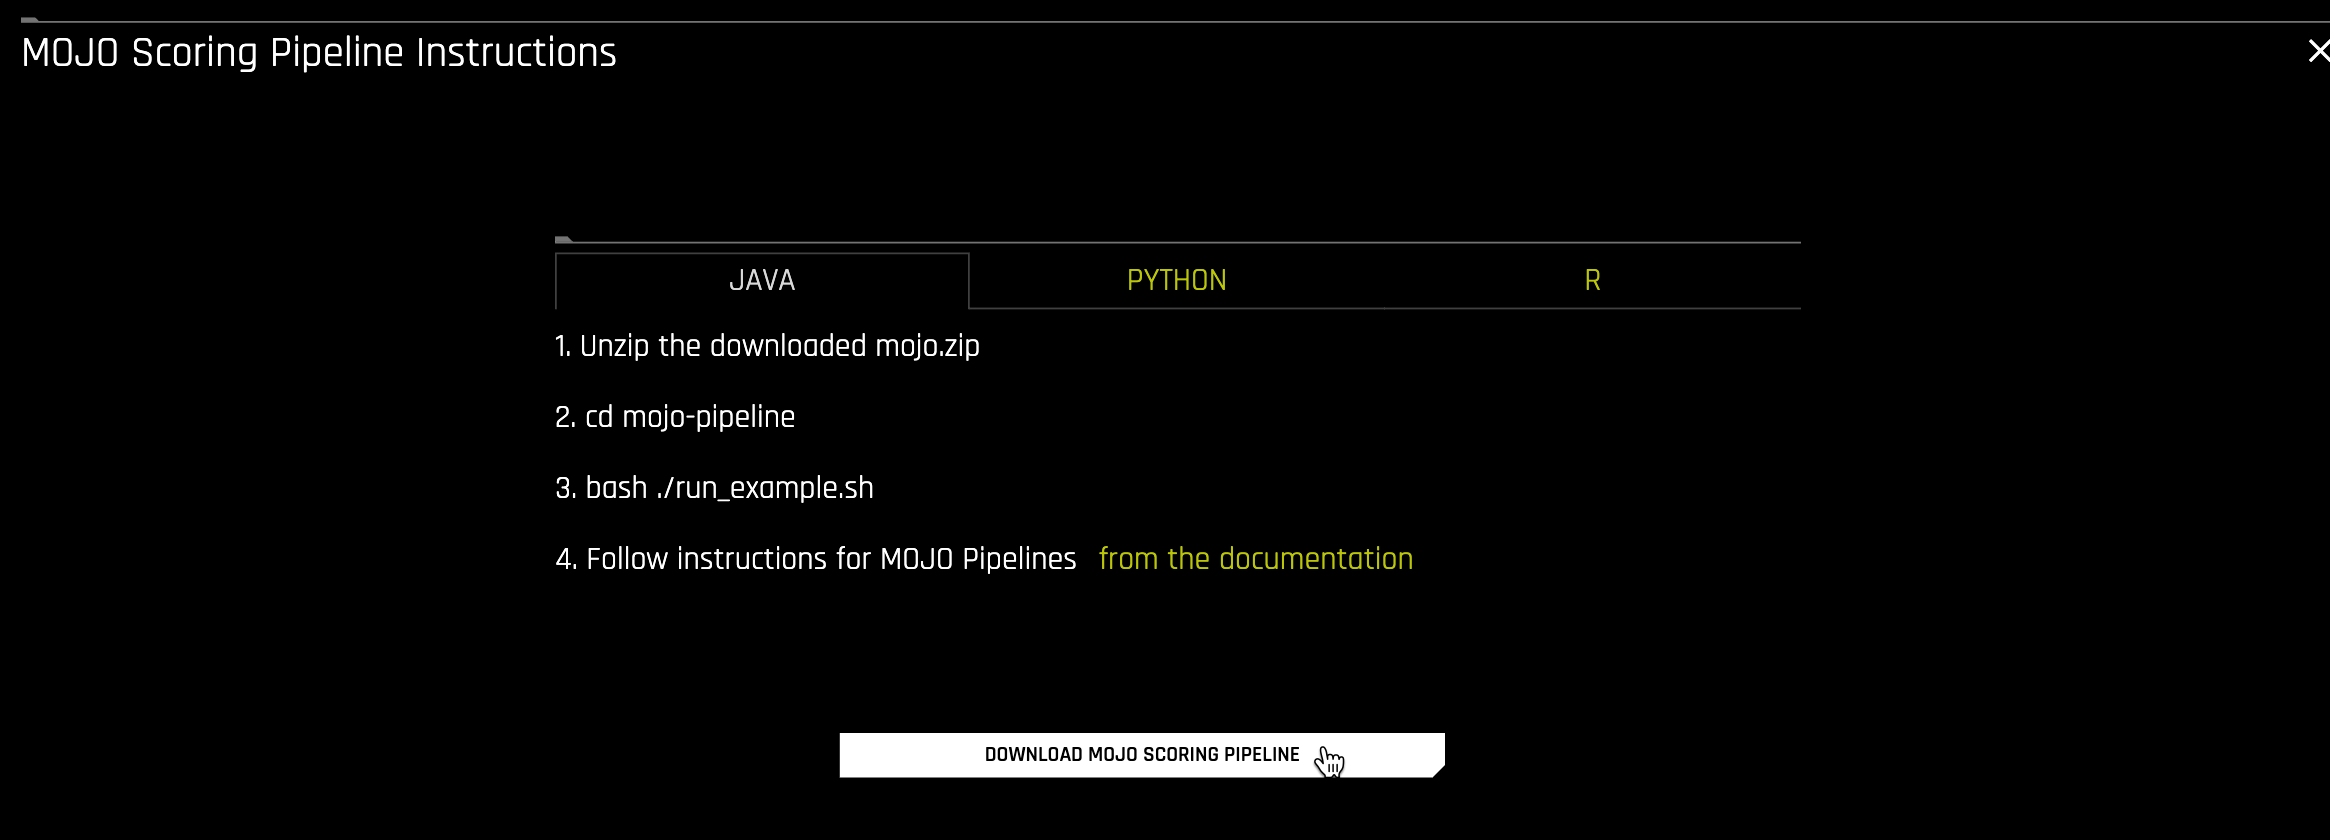 MOJO Scoring Pipeline Instructions
JAVA PYTHON R
1. Unzip the downloaded mojo.zip
2. cd mojo-pipeline
3. bash ./run_example.sh
4. Follow instructions for MOJO Pipelines from the documentation
DOWNLOAD MOJO SCORING PIPELINE